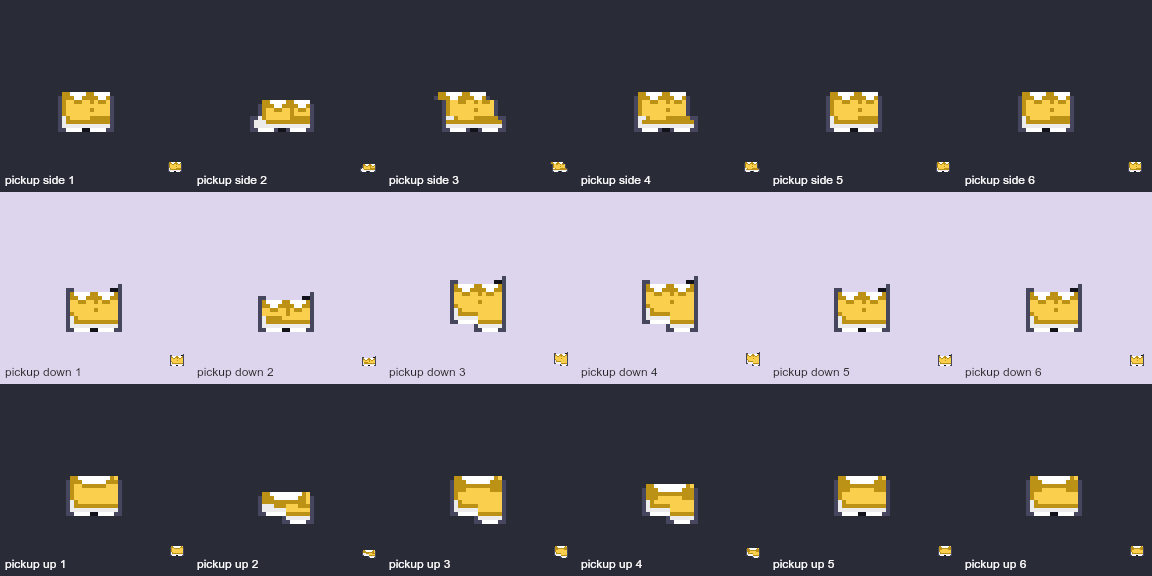 pickup side 1
pickup side 2
pickup side 3
pickup side 4
pickup side 5
pickup side 6
pickup down 1
pickup down 2
pickup down 3
pickup down 4
pickup down 5
pickup down 6
pickup up 1
pickup up 2
pickup up 3
pickup up 4
pickup up 5
pickup up 6